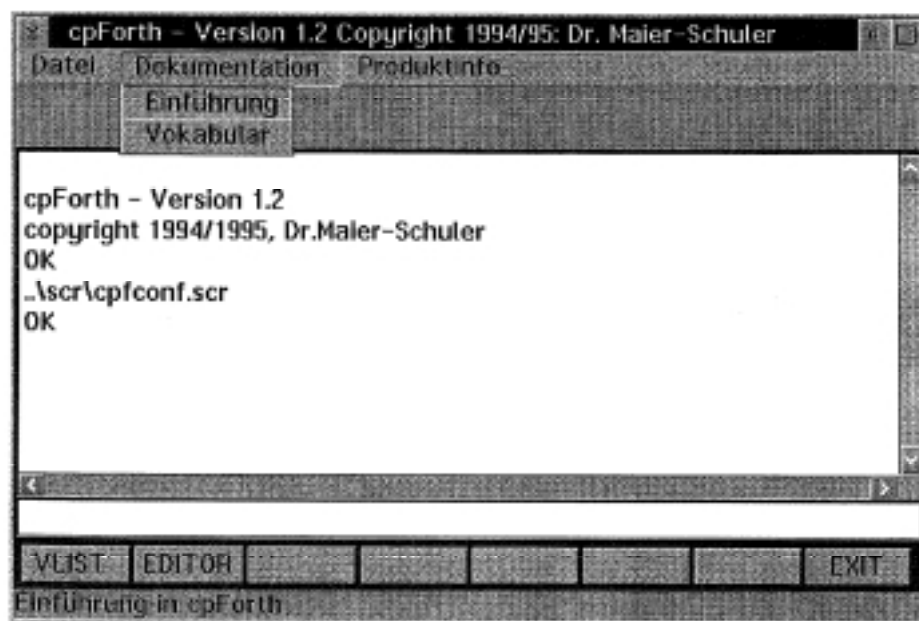 cpForth – Version 1.2 Copyright 1994/95: Dr. Maier-Schuler
Datei Dokumentation Produktinfo
Einführung
Vokabular
cpForth – Version 1.2
copyright 1994/1995, Dr.Maier-Schuler
OK
..\scr\cpfconf.scr
OK
VLIST EDITOR EXIT
Einführung in cpForth